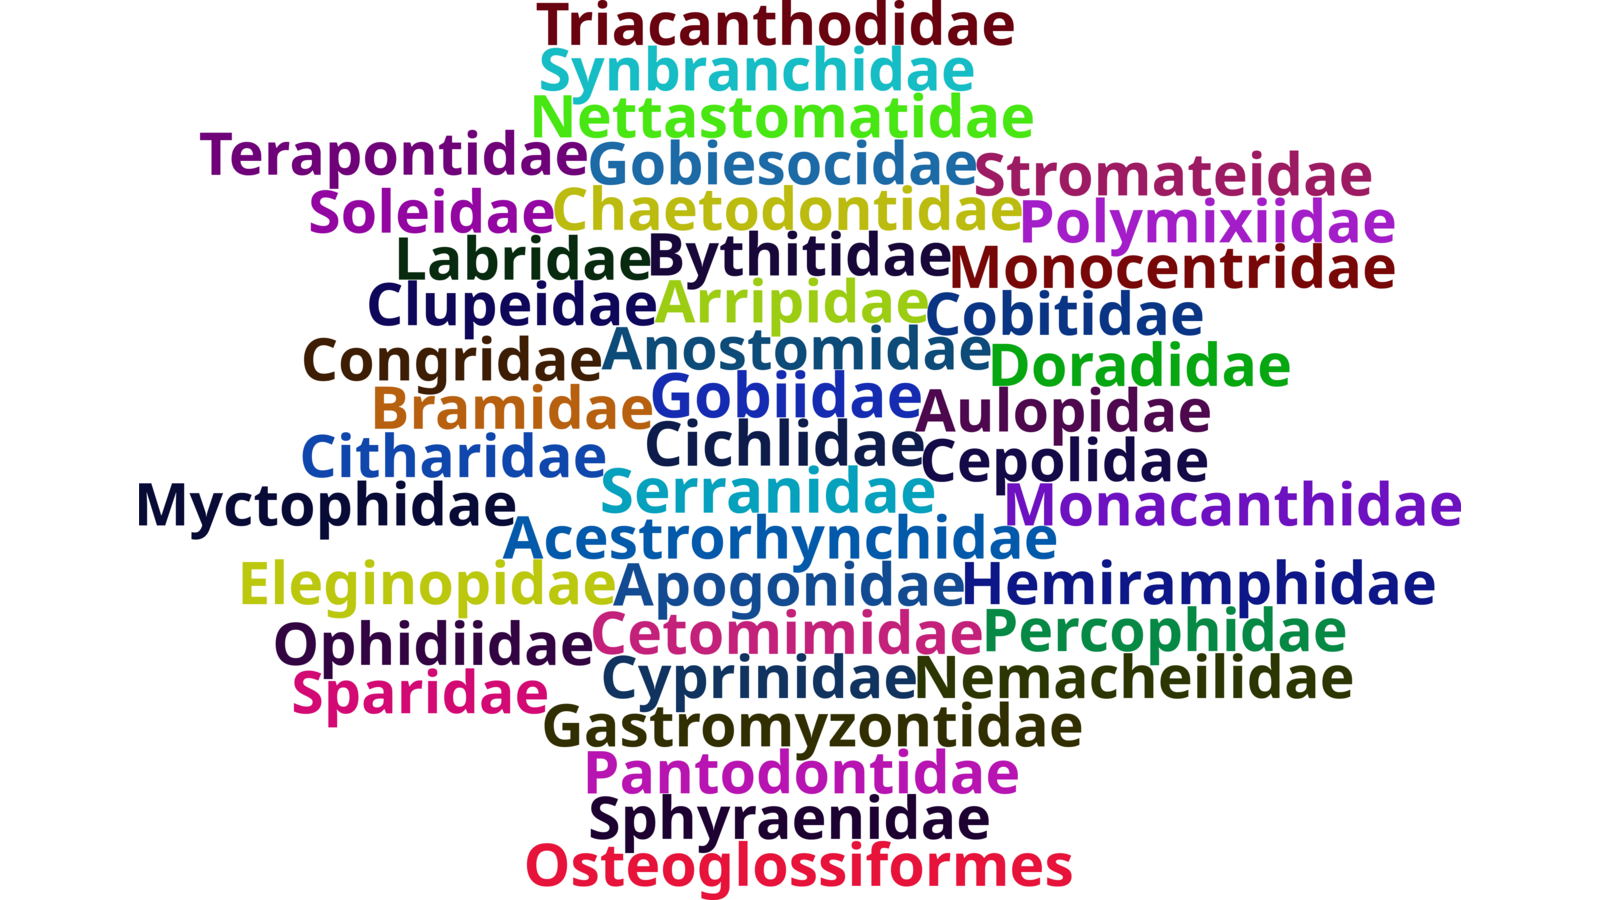 Triacanthodidae
Synbranchidae
Nettastomatidae
Terapontidae Gobiesocidae Stromateidae
Soleidae Chaetodontidae Polymixiidae
Labridae Bythitidae Monocentridae
Clupeidae Arripidae Cobitidae
Congridae Anostomidae Doradidae
Bramidae Gobiidae Aulopidae
Citharidae Cichlidae Cepolidae
Myctophidae Serranidae Monacanthidae
Acestrorhynchidae
Eleginopidae Apogonidae Hemiramphidae
Ophidiidae Cetomimidae Percophidae
Sparidae Cyprinidae Nemacheilidae
Gastromyzontidae
Pantodontidae
Sphyraenidae
Osteoglossiformes